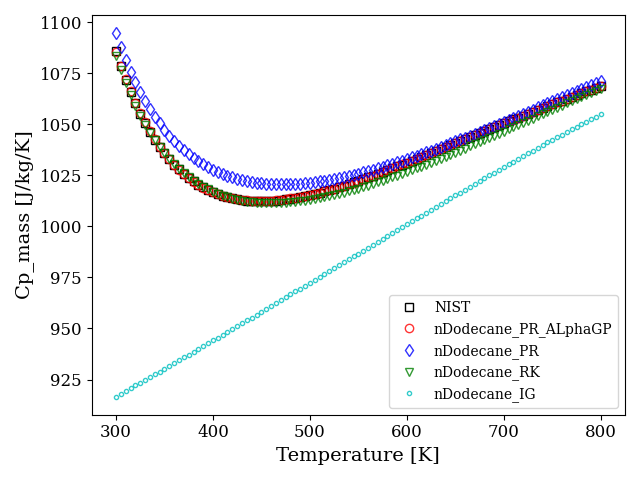 1100
1075
1050
1025
1000
975
950
925
Cp_mass [J/kg/K]
NIST
nDodecane_PR_ALphaGP
nDodecane_PR
nDodecane_RK
nDodecane_IG
300 400 500 600 700 800
Temperature [K]